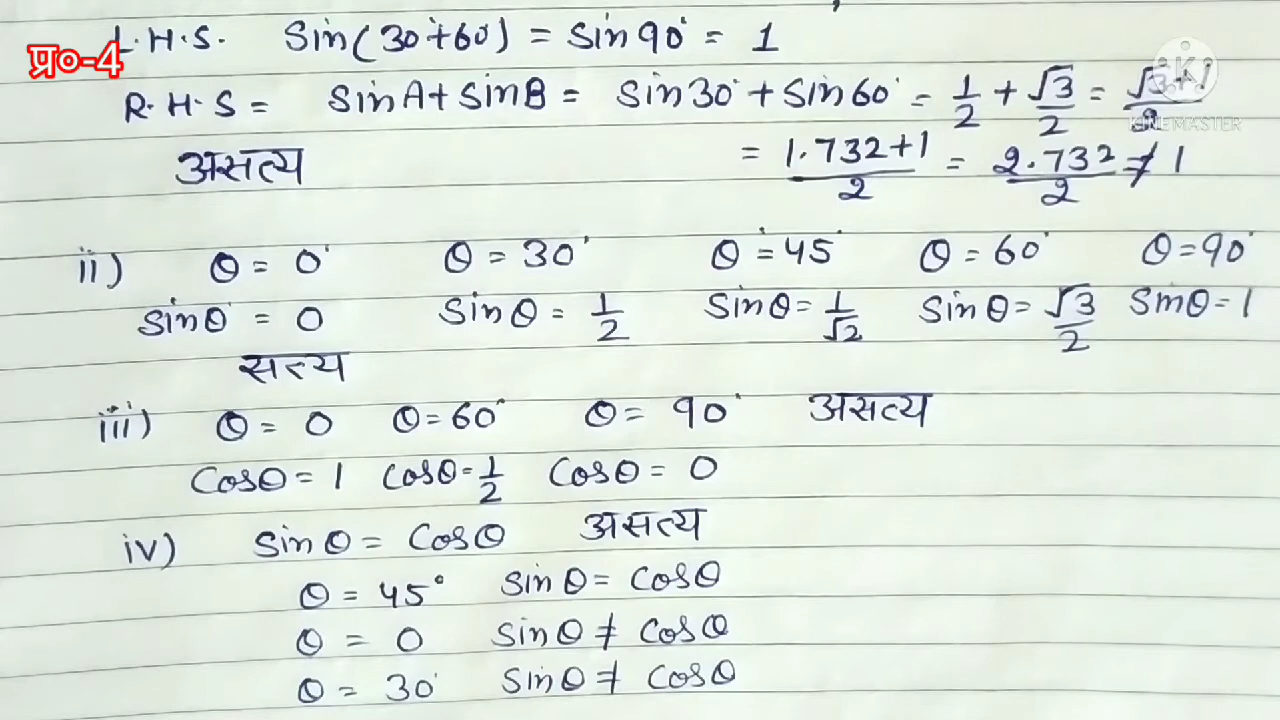 प्र०-4
L.H.S. Sin(30°+60°) = Sin90° = 1
R.H.S = SinA+SinB = Sin30°+Sin60° = 1/2 + √3/2 = √3+1/2
KINEMASTER
असत्य = 1.732+1/2 = 2.732/2 ≠ 1
ii) θ = 0° θ = 30° θ = 45° θ = 60° θ = 90°
Sinθ = 0 Sinθ = 1/2 Sinθ = 1/√2 Sinθ = √3/2 Sinθ = 1
सत्य
iii) θ = 0 θ = 60° θ = 90° असत्य
Cosθ = 1 Cosθ = 1/2 Cosθ = 0
iv) Sinθ = Cosθ असत्य
θ = 45° Sinθ = Cosθ
θ = 0 Sinθ ≠ Cosθ
θ = 30° Sinθ ≠ Cosθ